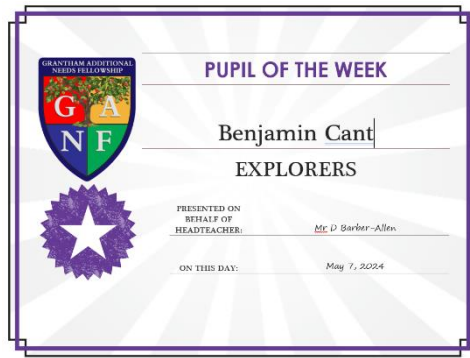 GRANTHAM ADDITIONAL
NEEDS FELLOWSHIP
G A
N F
PUPIL OF THE WEEK
Benjamin Cant
EXPLORERS
PRESENTED ON
BEHALF OF
HEADTEACHER:
Mr D Barber-Allen
ON THIS DAY:
May 7, 2024